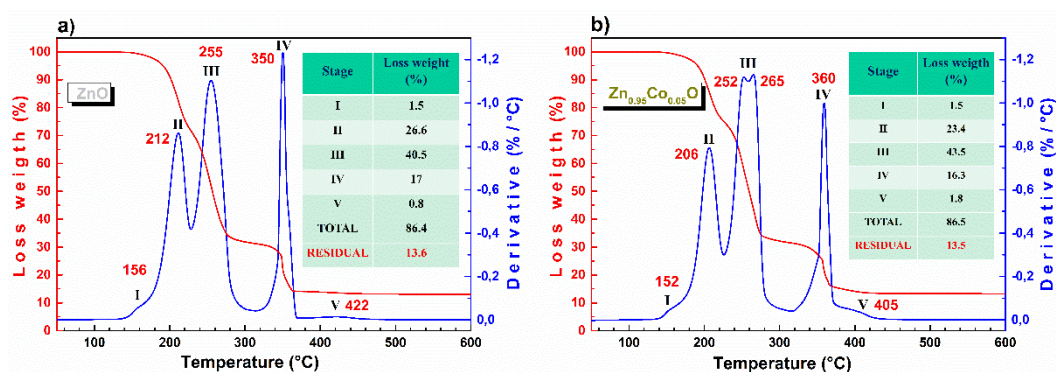 a)
100
90
80
70
60
50
40
30
20
10
0
Loss weigth (%)
ZnO
I
156
II
212
III
255
IV
350
V
422
Stage Loss weight (%)
I 1.5
II 26.6
III 40.5
IV 17
V 0.8
TOTAL 86.4
RESIDUAL 13.6
-1,2
-1,0
-0,8
-0,6
-0,4
-0,2
0,0
Derivative (% / °C)
100 200 300 400 500 600
Temperature (°C)
b)
100
90
80
70
60
50
40
30
20
10
0
Loss weigth (%)
Zn0.95Co0.05O
I
152
II
206
III
252
265
IV
360
V
405
Stage Loss weigth (%)
I 1.5
II 23.4
III 43.5
IV 16.3
V 1.8
TOTAL 86.5
RESIDUAL 13.5
-1,2
-1,0
-0,8
-0,6
-0,4
-0,2
0,0
Derivative (% / °C)
100 200 300 400 500 600
Temperature (°C)